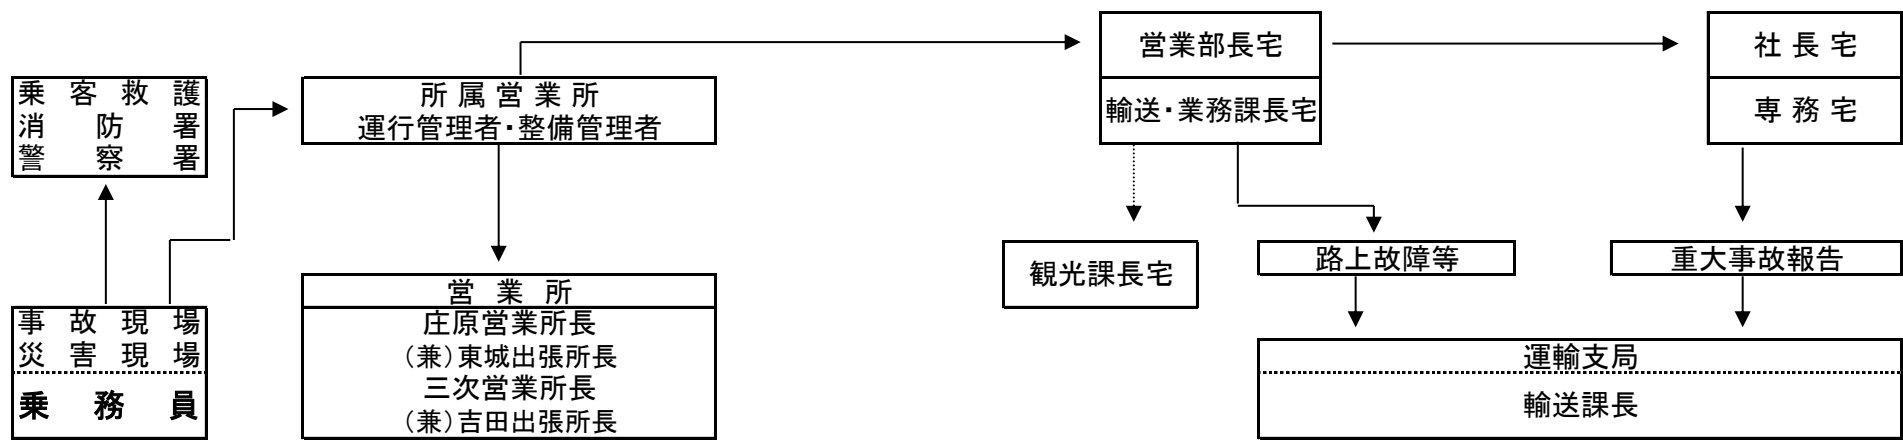 乗客救護
消防署
警察署
事故現場
災害現場
乗務員
所属営業所
運行管理者・整備管理者
営業所
庄原営業所長
（兼）東城出張所長
三次営業所長
（兼）吉田出張所長
営業部長宅
輸送・業務課長宅
観光課長宅
路上故障等
社長宅
専務宅
重大事故報告
運輸支局
輸送課長